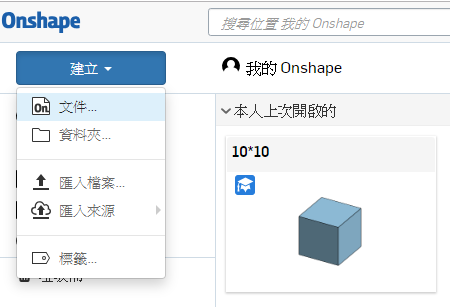 Onshape
搜尋位置 我的 Onshape
建立
我的 Onshape
On
文件...
資料夾...
匯入檔案...
匯入來源
標籤...
本人上次開啟的
10*10